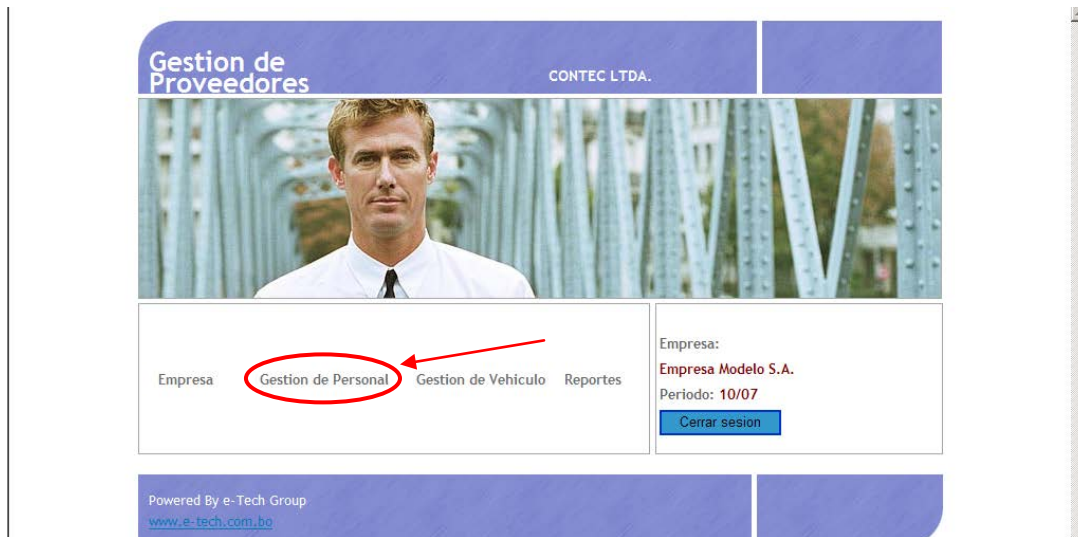 Gestion de
Proveedores
CONTEC LTDA.
Empresa
Gestion de Personal
Gestion de Vehiculo
Reportes
Empresa:
Empresa Modelo S.A.
Periodo: 10/07
Cerrar sesion
Powered By e-Tech Group
www.e-tech.com.bo